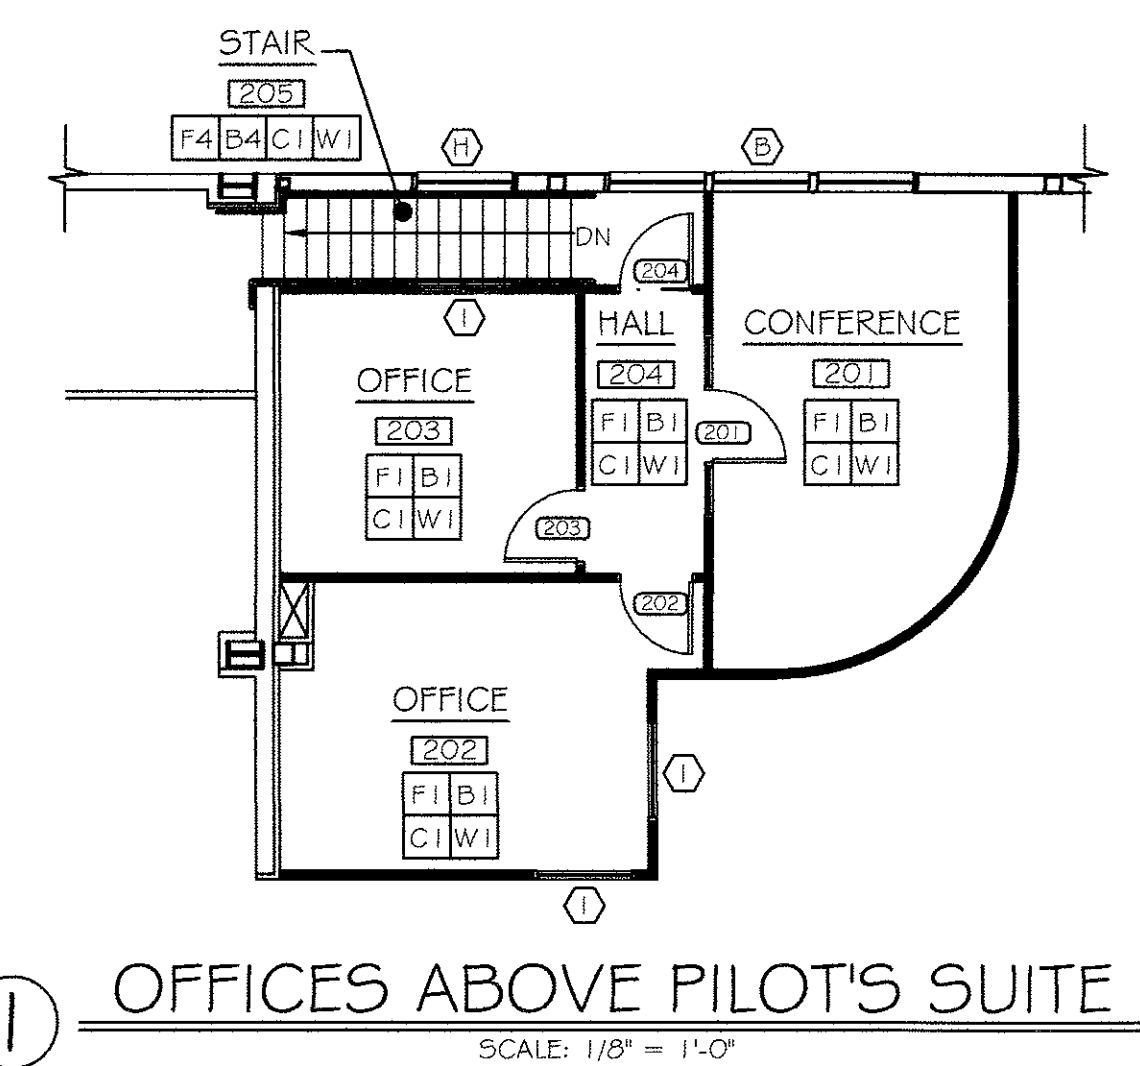 STAIR
205
F4 B4 C1 W1
H
B
DN
204
I
HALL
204
F1 B1
C1 W1
CONFERENCE
201
F1 B1
C1 W1
201
OFFICE
203
F1 B1
C1 W1
203
202
OFFICE
202
F1 B1
C1 W1
I
I
1
OFFICES ABOVE PILOT'S SUITE
SCALE: 1/8" = 1'-0"